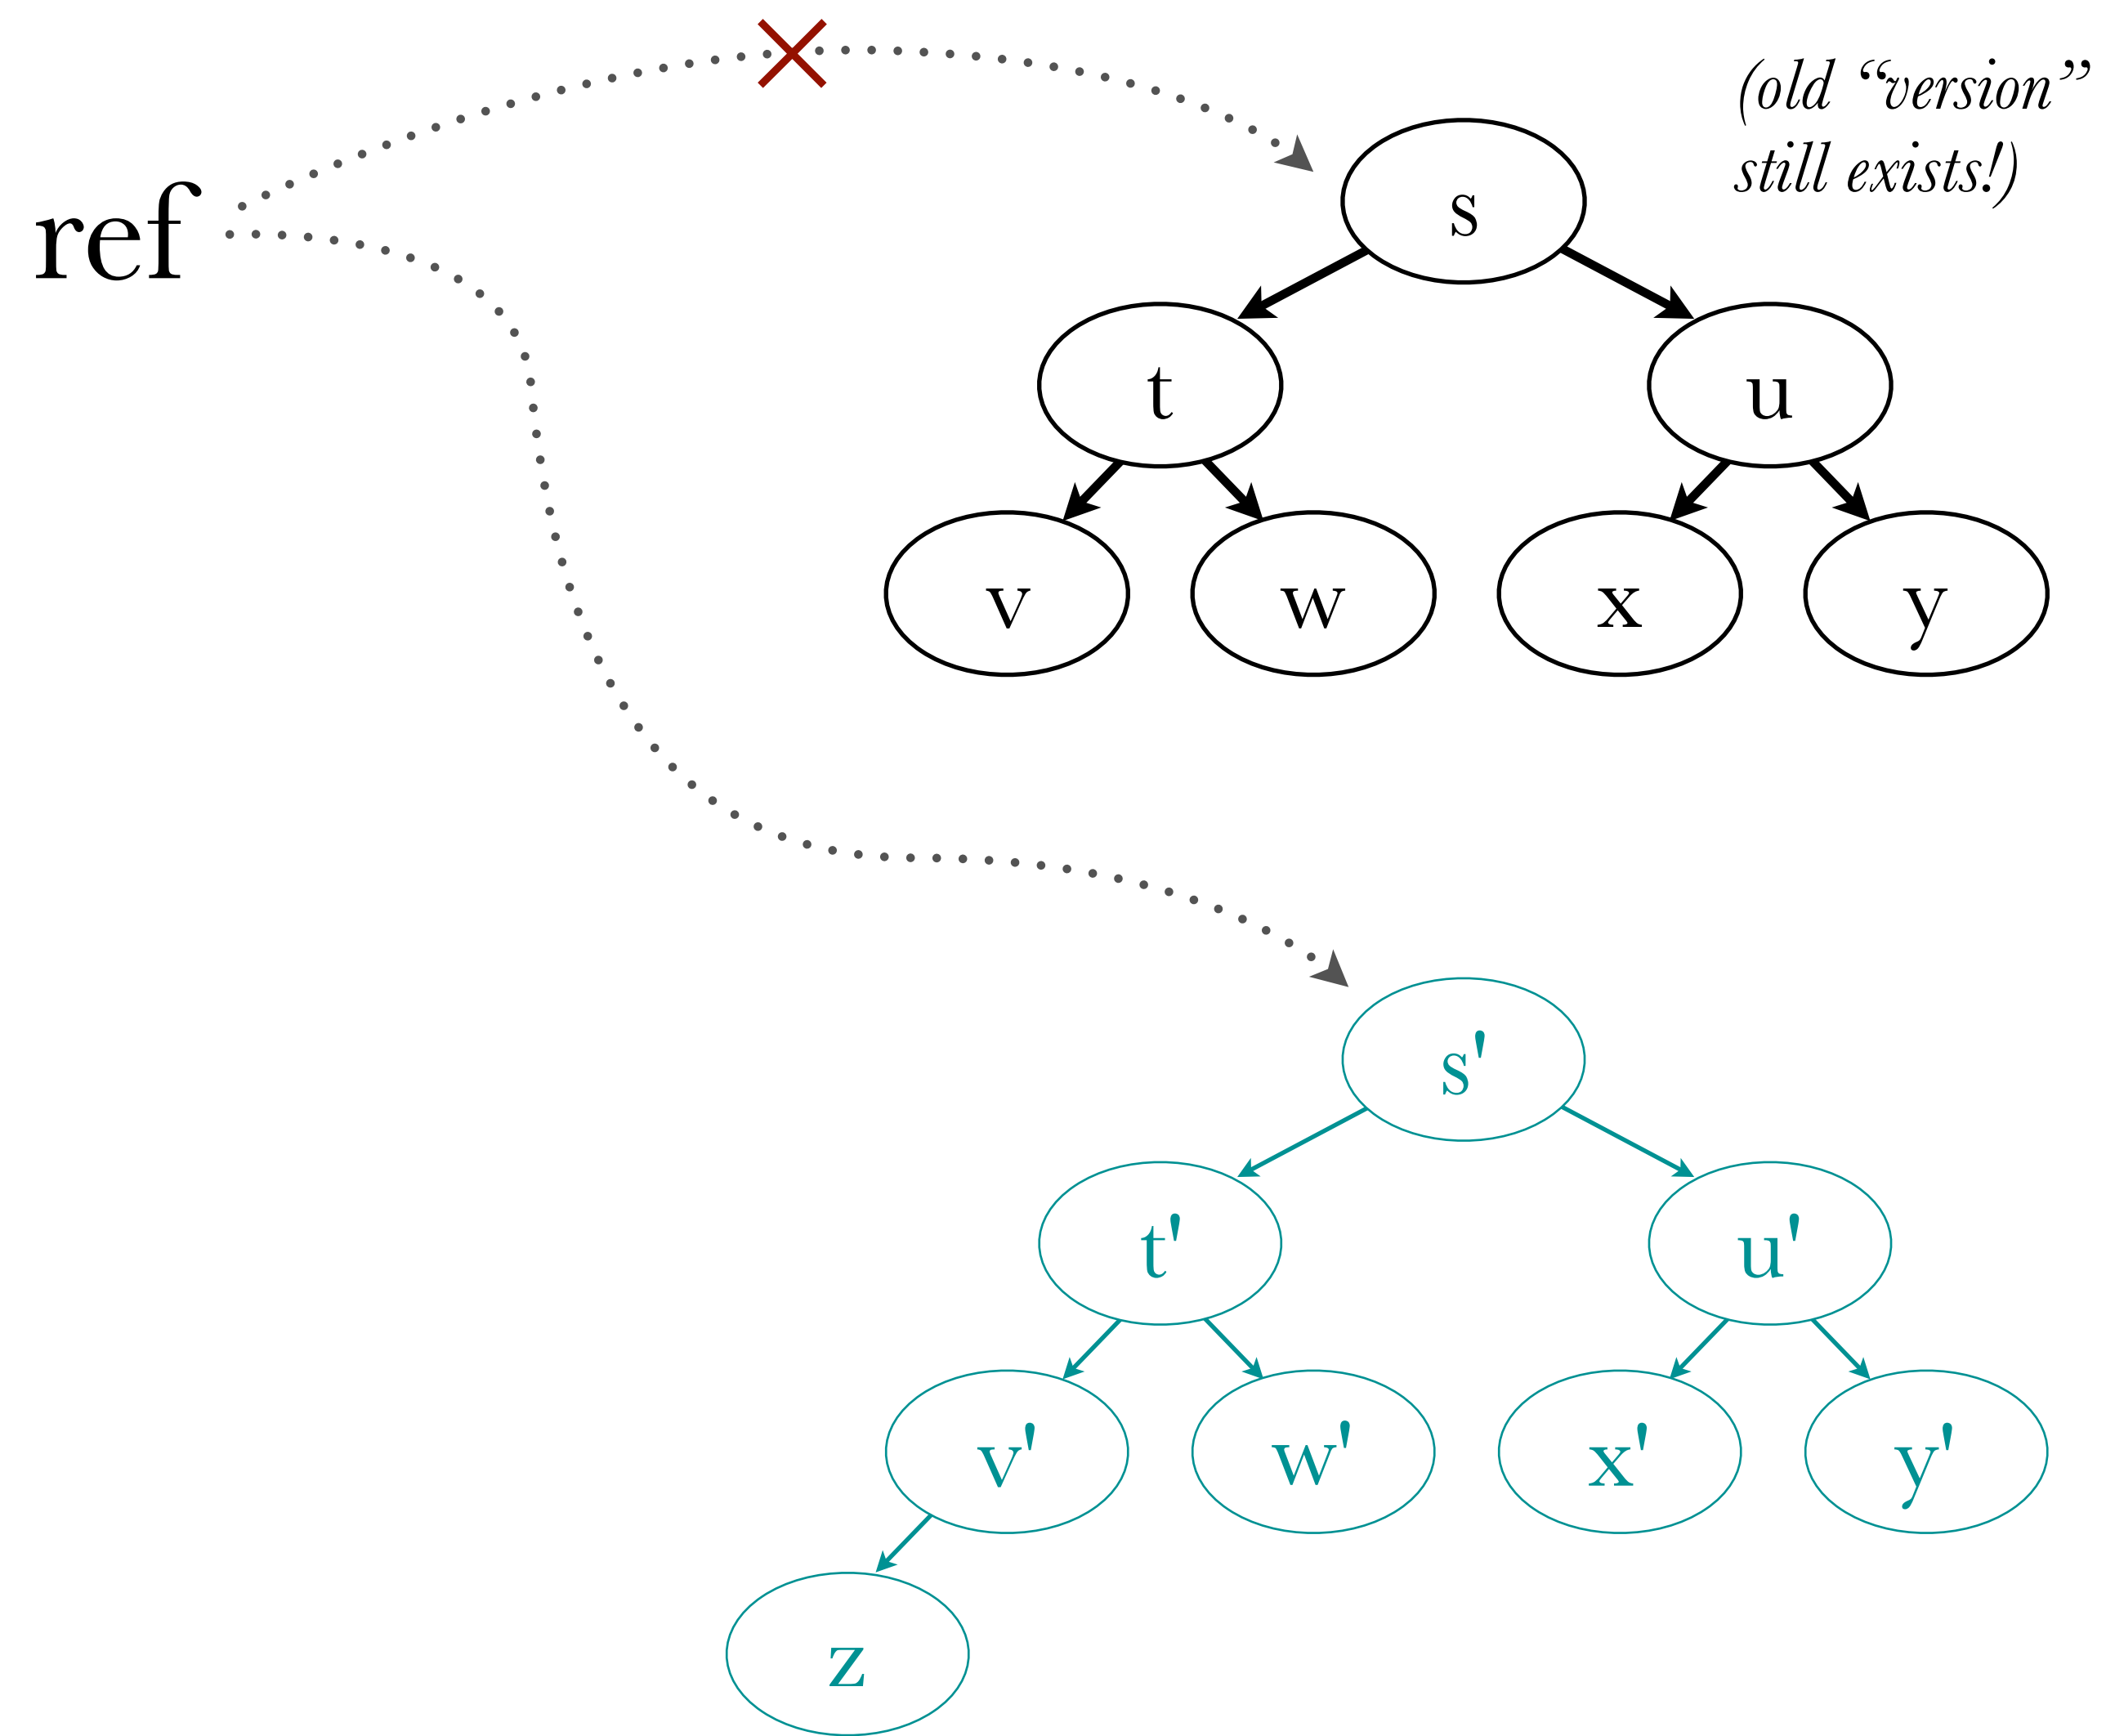 (old “version”
still exists!)
ref
s
t
u
v
w
x
y
s'
t'
u'
v'
w'
x'
y'
z